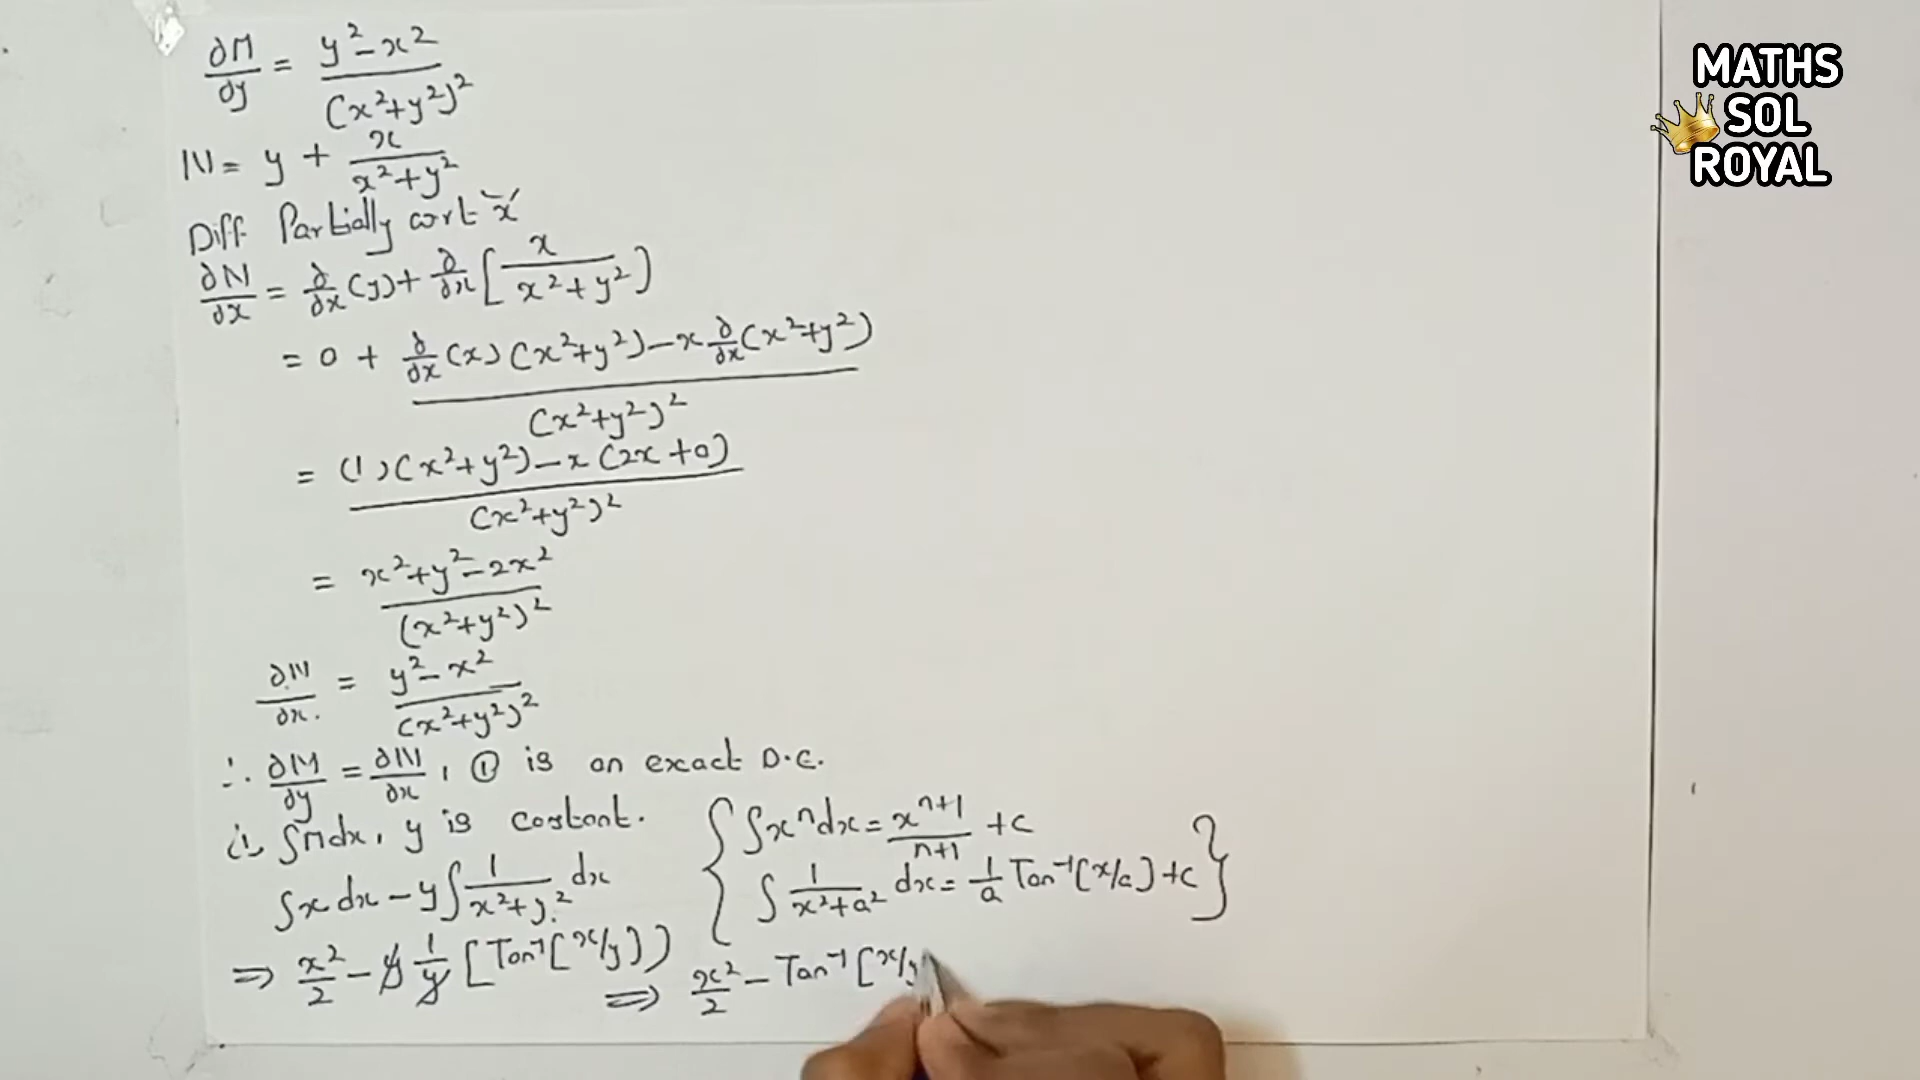 ∂M/∂y = y²-x²/(x²+y²)²
N = y + x/x²+y²
Diff Partially wrt 'x'
∂N/∂x = ∂/∂x(y)+ ∂/∂x[x/x²+y²]
= 0 + ∂/∂x(x)(x²+y²)-x∂/∂x(x²+y²)/(x²+y²)²
= (1)(x²+y²)-x(2x+0)/(x²+y²)²
= x²+y²-2x²/(x²+y²)²
∂N/∂x. = y²-x²/(x²+y²)²
∴ ∂M/∂y = ∂N/∂x, ① is an exact D.E.
i, ∫Mdx, y is costant.
{∫xⁿdx = xⁿ⁺¹/n+1 +c
∫x dx - y∫1/x²+y² dx
∫1/x²+a² dx = 1/a Tan⁻¹(x/a)+c}
⇒ x²/2 - y 1/y [Tan⁻¹[x/y])
⇒ x²/2 - Tan⁻¹[x/y
MATHS
SOL
ROYAL